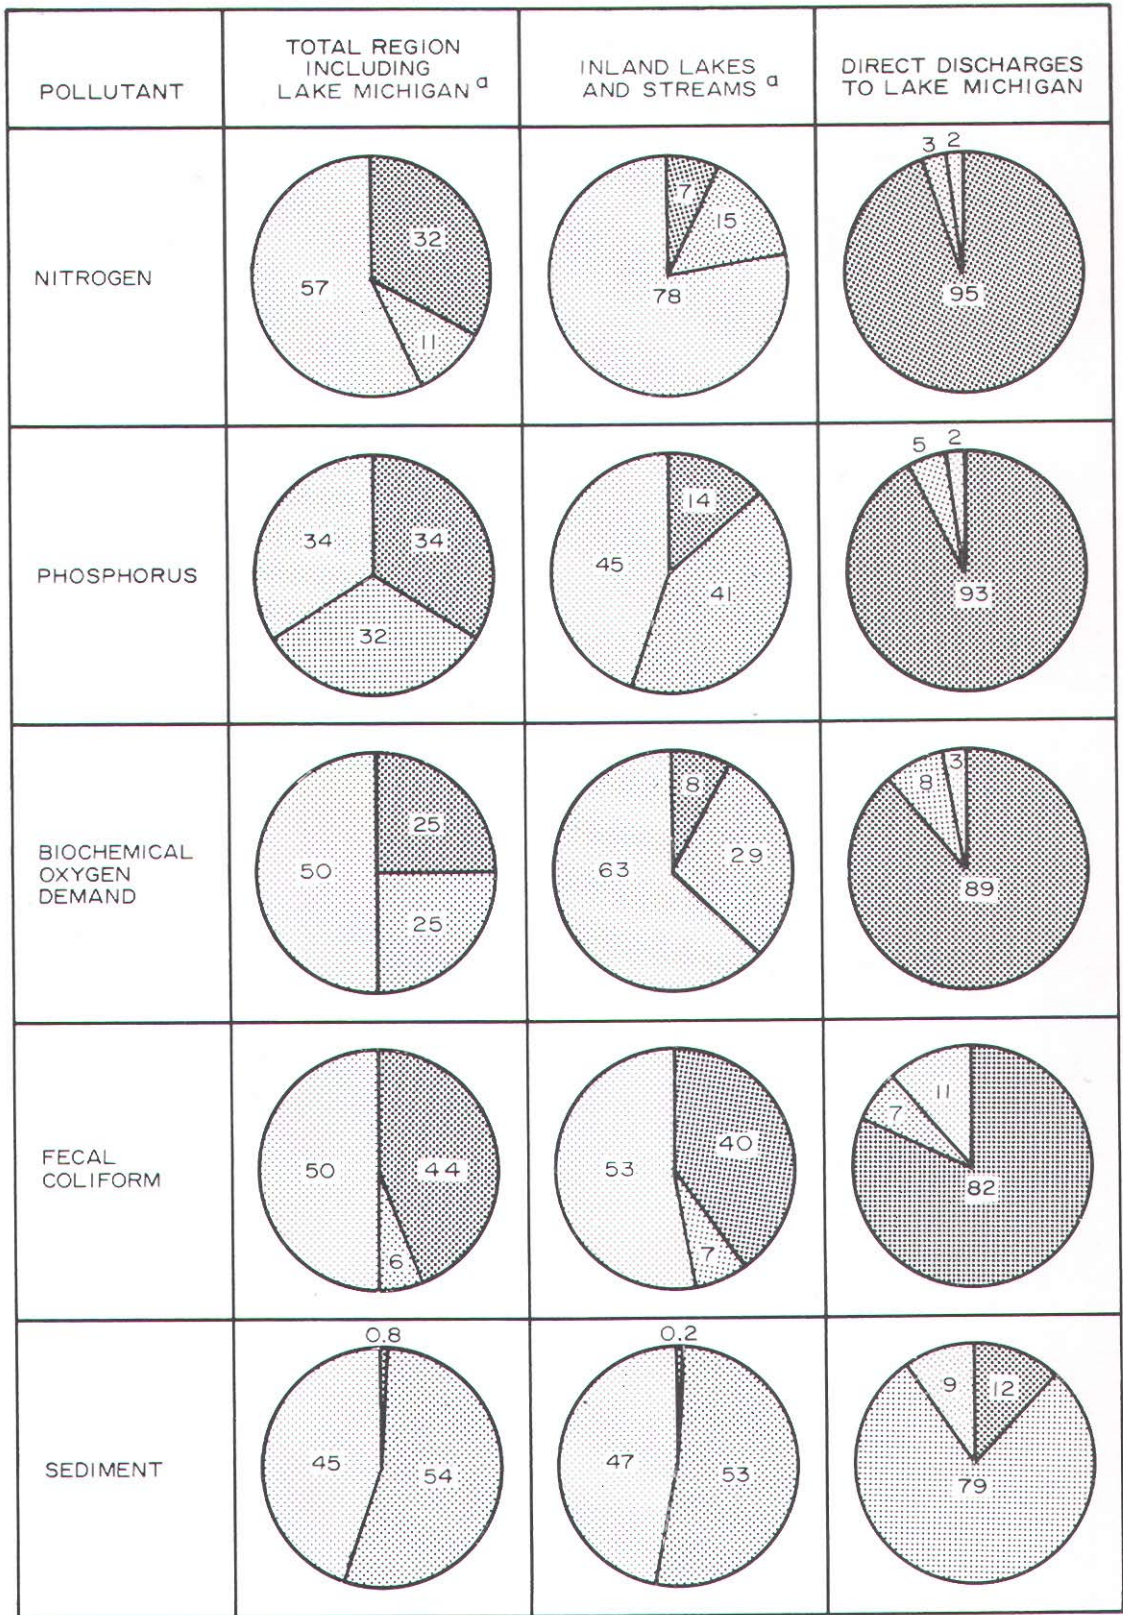 POLLUTANT
TOTAL REGION
INCLUDING
LAKE MICHIGAN a
INLAND LAKES
AND STREAMS a
DIRECT DISCHARGES
TO LAKE MICHIGAN
NITROGEN
32
57
11
7
15
78
3 2
95
PHOSPHORUS
34
34
32
14
45
41
5 2
93
BIOCHEMICAL
OXYGEN
DEMAND
25
50
25
8
29
63
3
8
89
FECAL
COLIFORM
50
44
6
40
53
7
11
7
82
SEDIMENT
0.8
45
54
0.2
47
53
9
12
79